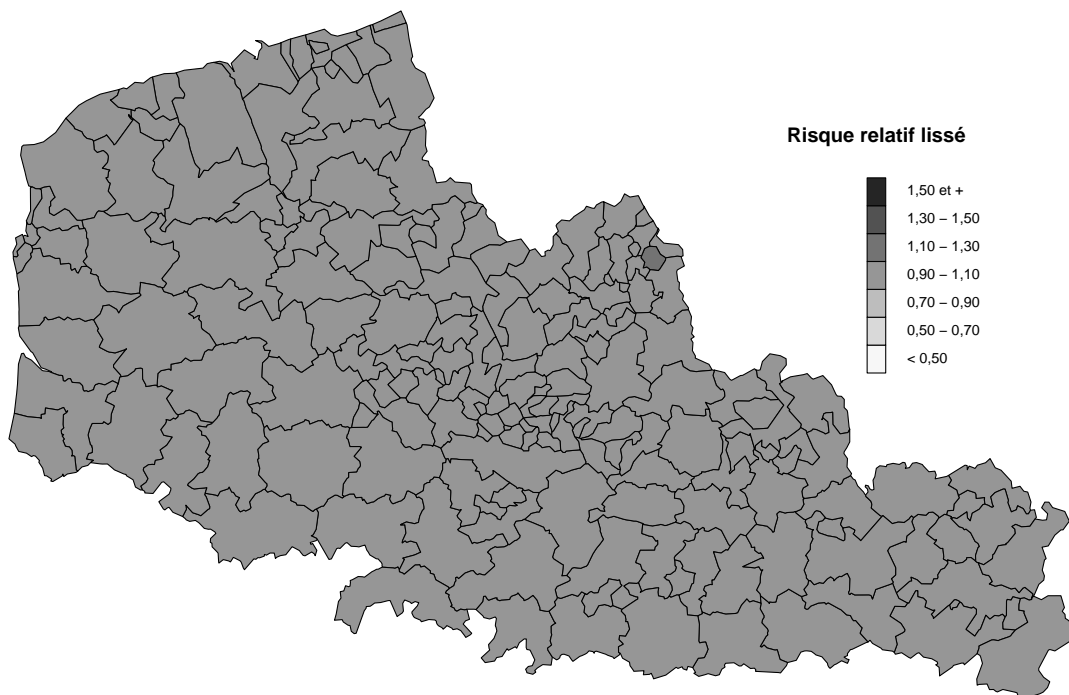 Risque relatif lissé
1,50 et +
1,30 – 1,50
1,10 – 1,30
0,90 – 1,10
0,70 – 0,90
0,50 – 0,70
< 0,50